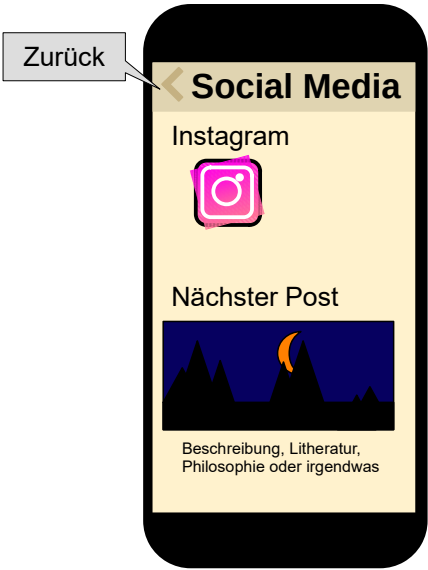 Zurück
Social Media
Instagram
Nächster Post
Beschreibung, Litheratur,
Philosophie oder irgendwas